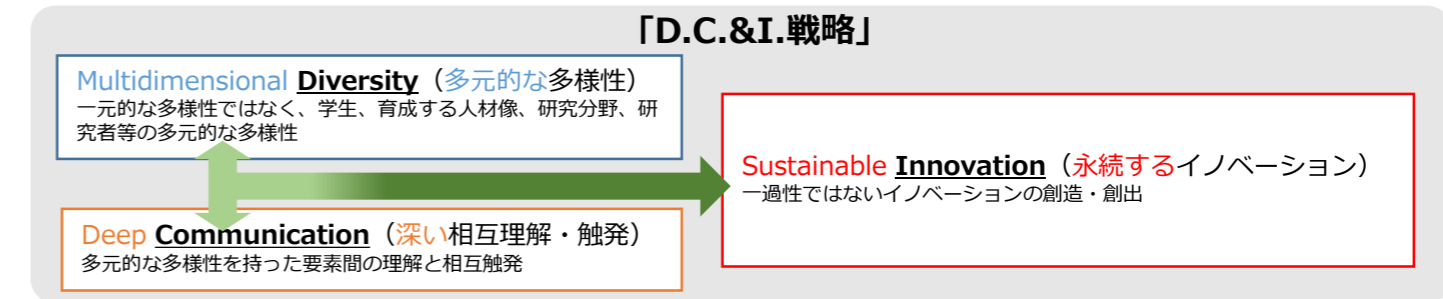 「D.C.&I.戦略」
Multidimensional Diversity（多元的な多様性）
一元的な多様性ではなく、学生、育成する人材像、研究分野、研
究者等の多元的な多様性
Deep Communication（深い相互理解・触発）
多元的な多様性を持った要素間の理解と相互触発
Sustainable Innovation（永続するイノベーション）
一過性ではないイノベーションの創造・創出